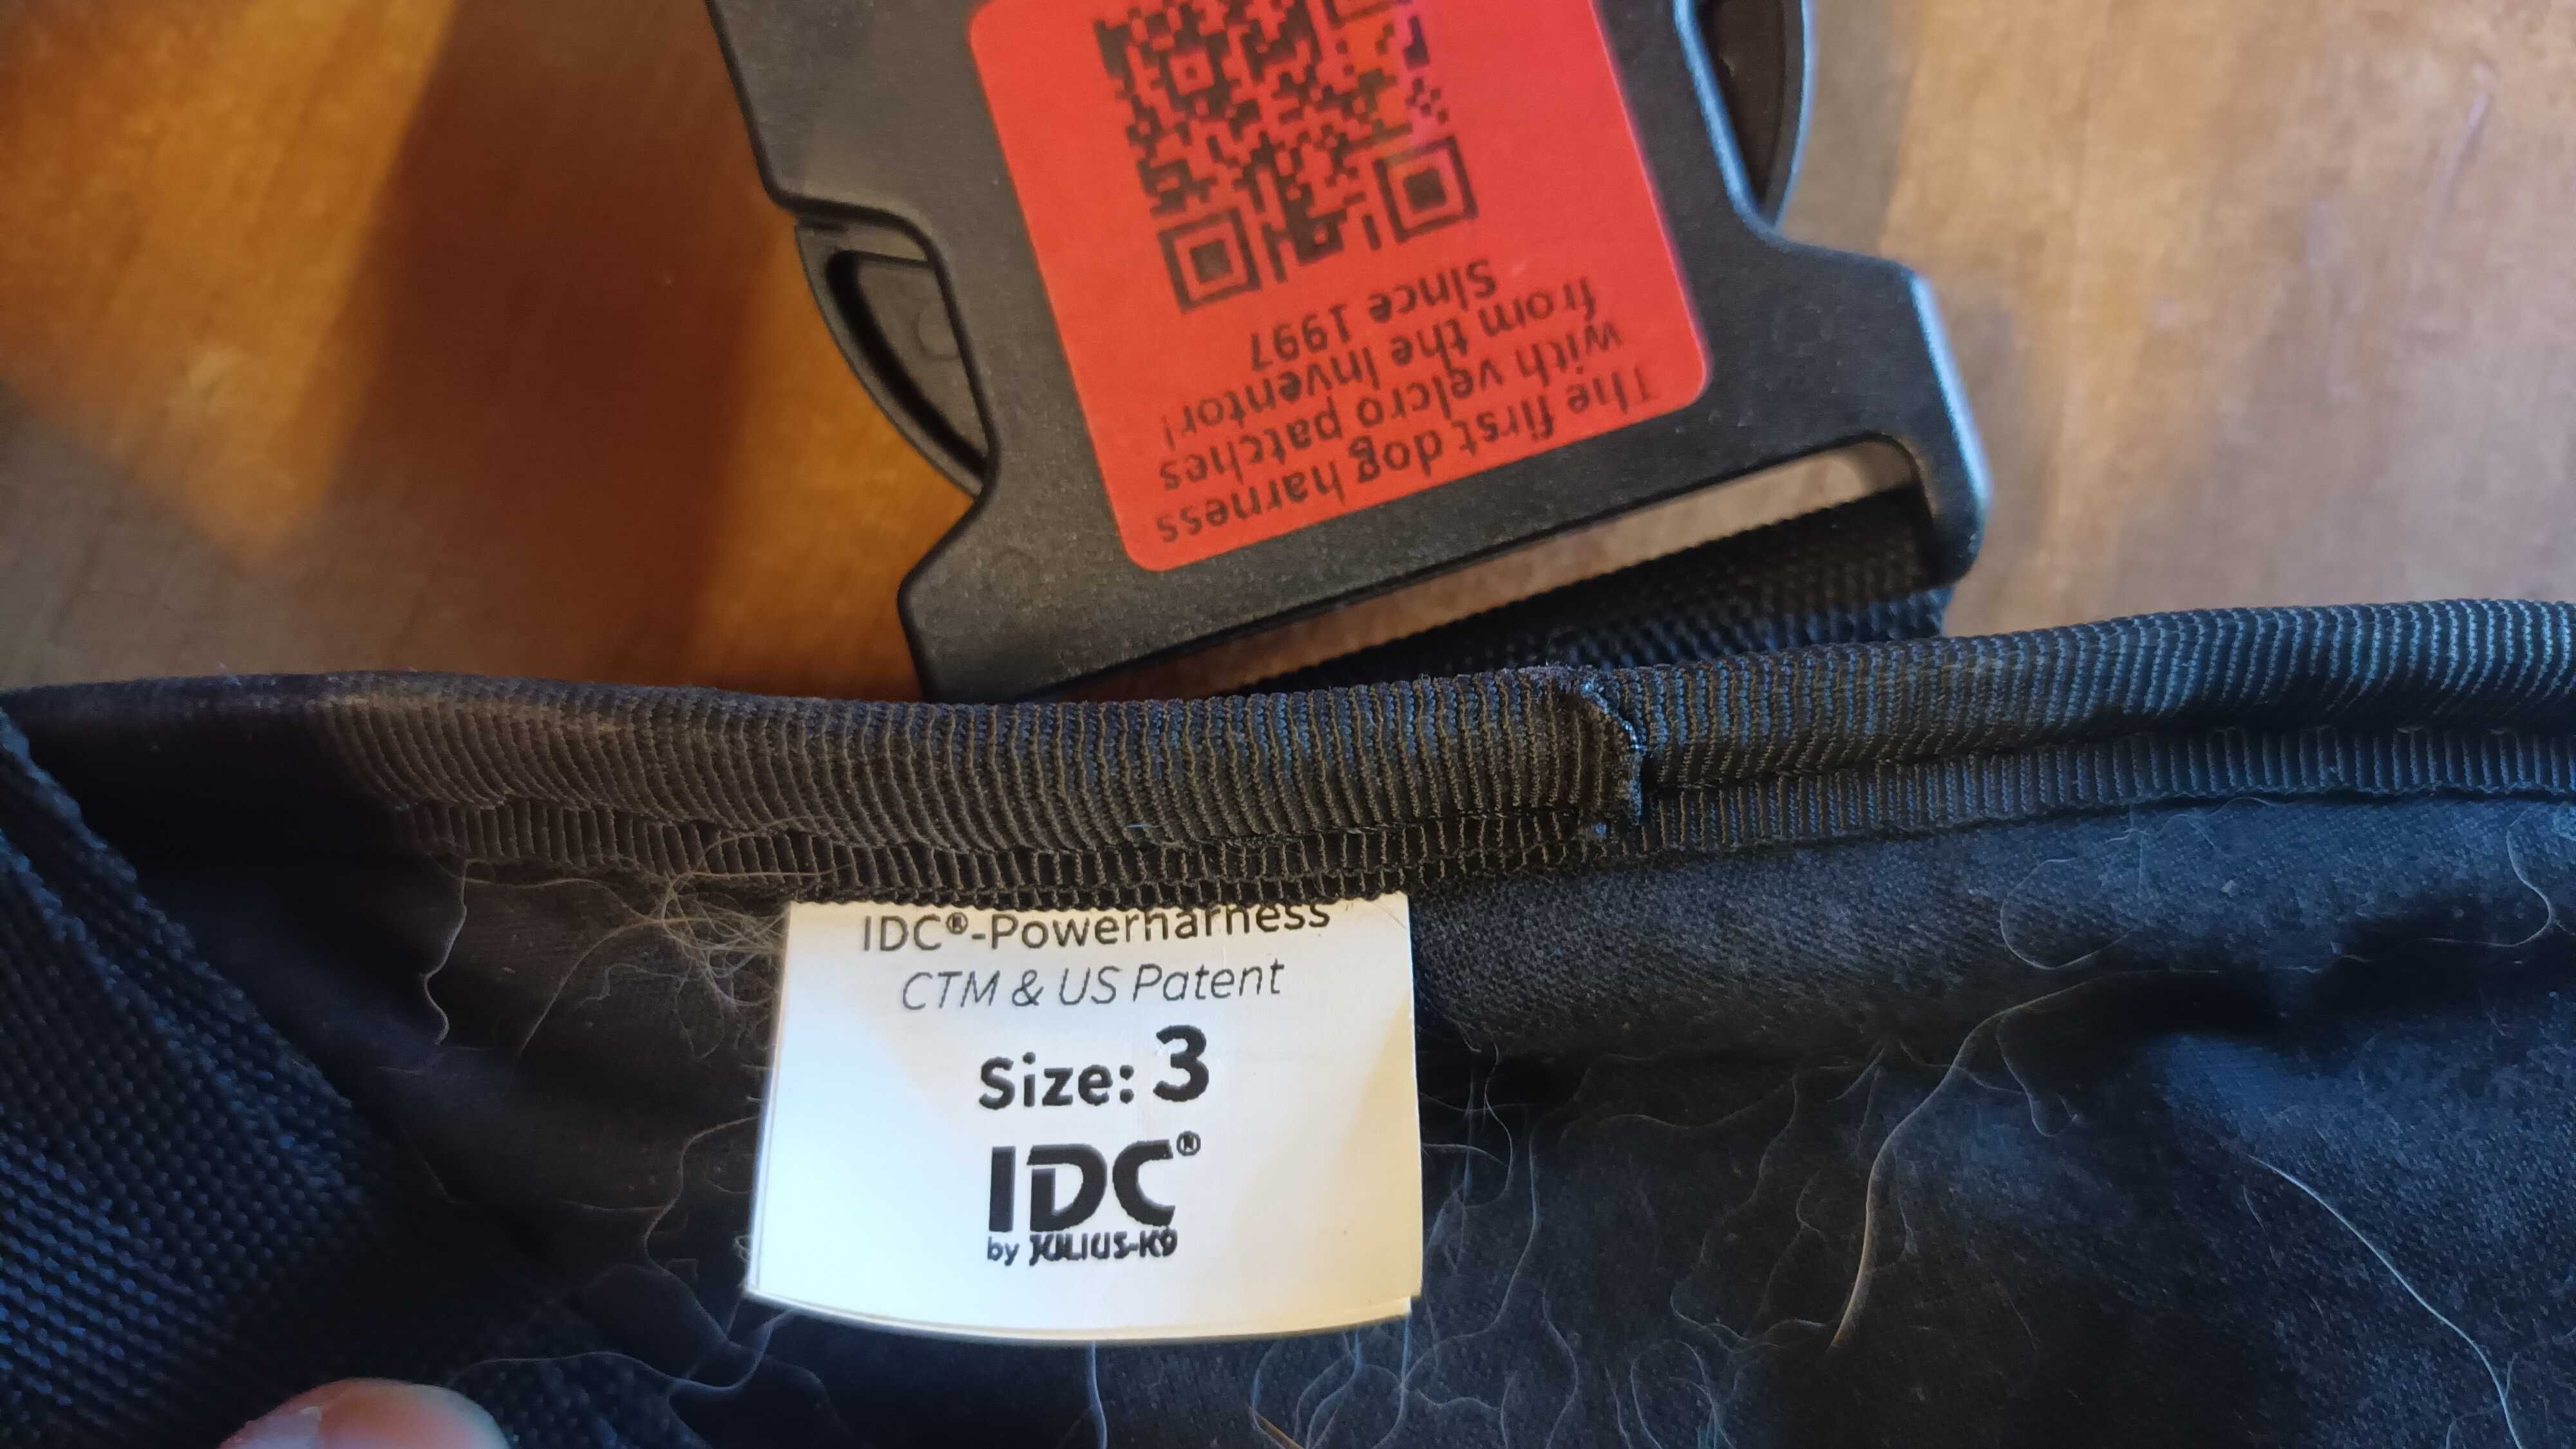 The first dog harness
with velcro patches
from the inventor!
Since 1997
IDC®-Powerharness
CTM & US Patent
Size: 3
IDC®
by JULIUS-K9